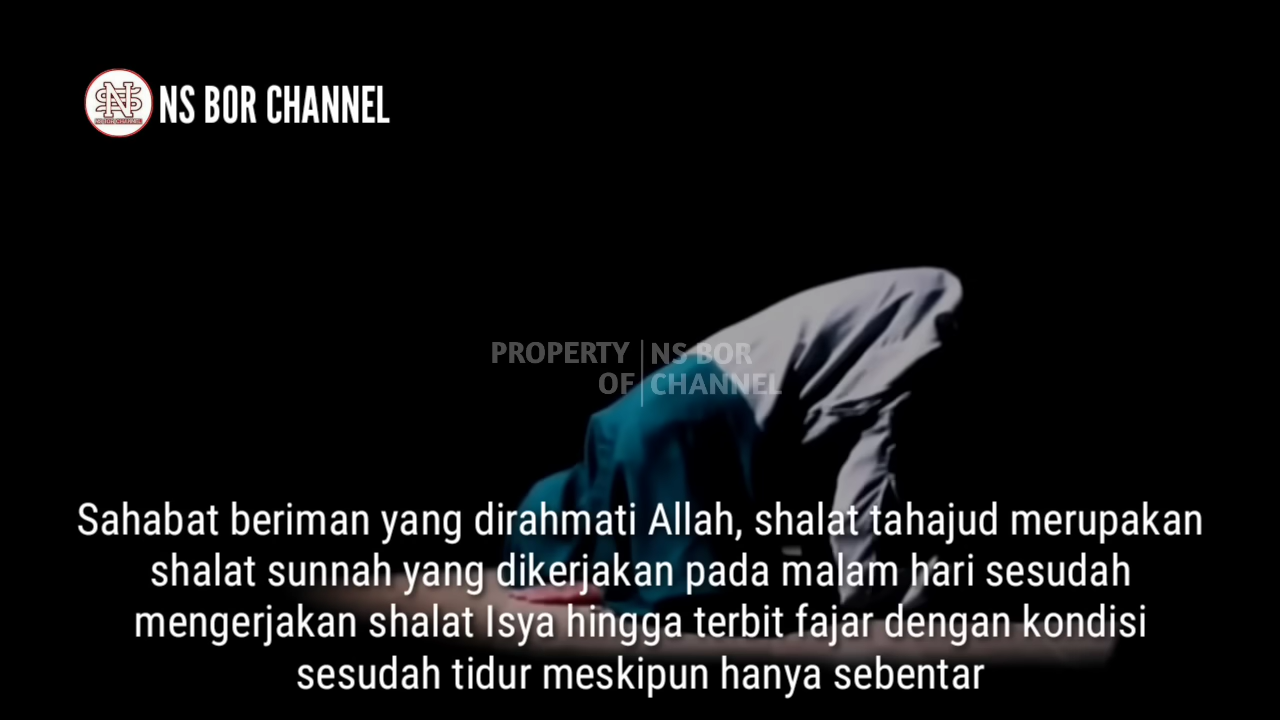 NS BOR CHANNEL
PROPERTY OF
NS BOR CHANNEL
Sahabat beriman yang dirahmati Allah, shalat tahajud merupakan
shalat sunnah yang dikerjakan pada malam hari sesudah
mengerjakan shalat Isya hingga terbit fajar dengan kondisi
sesudah tidur meskipun hanya sebentar